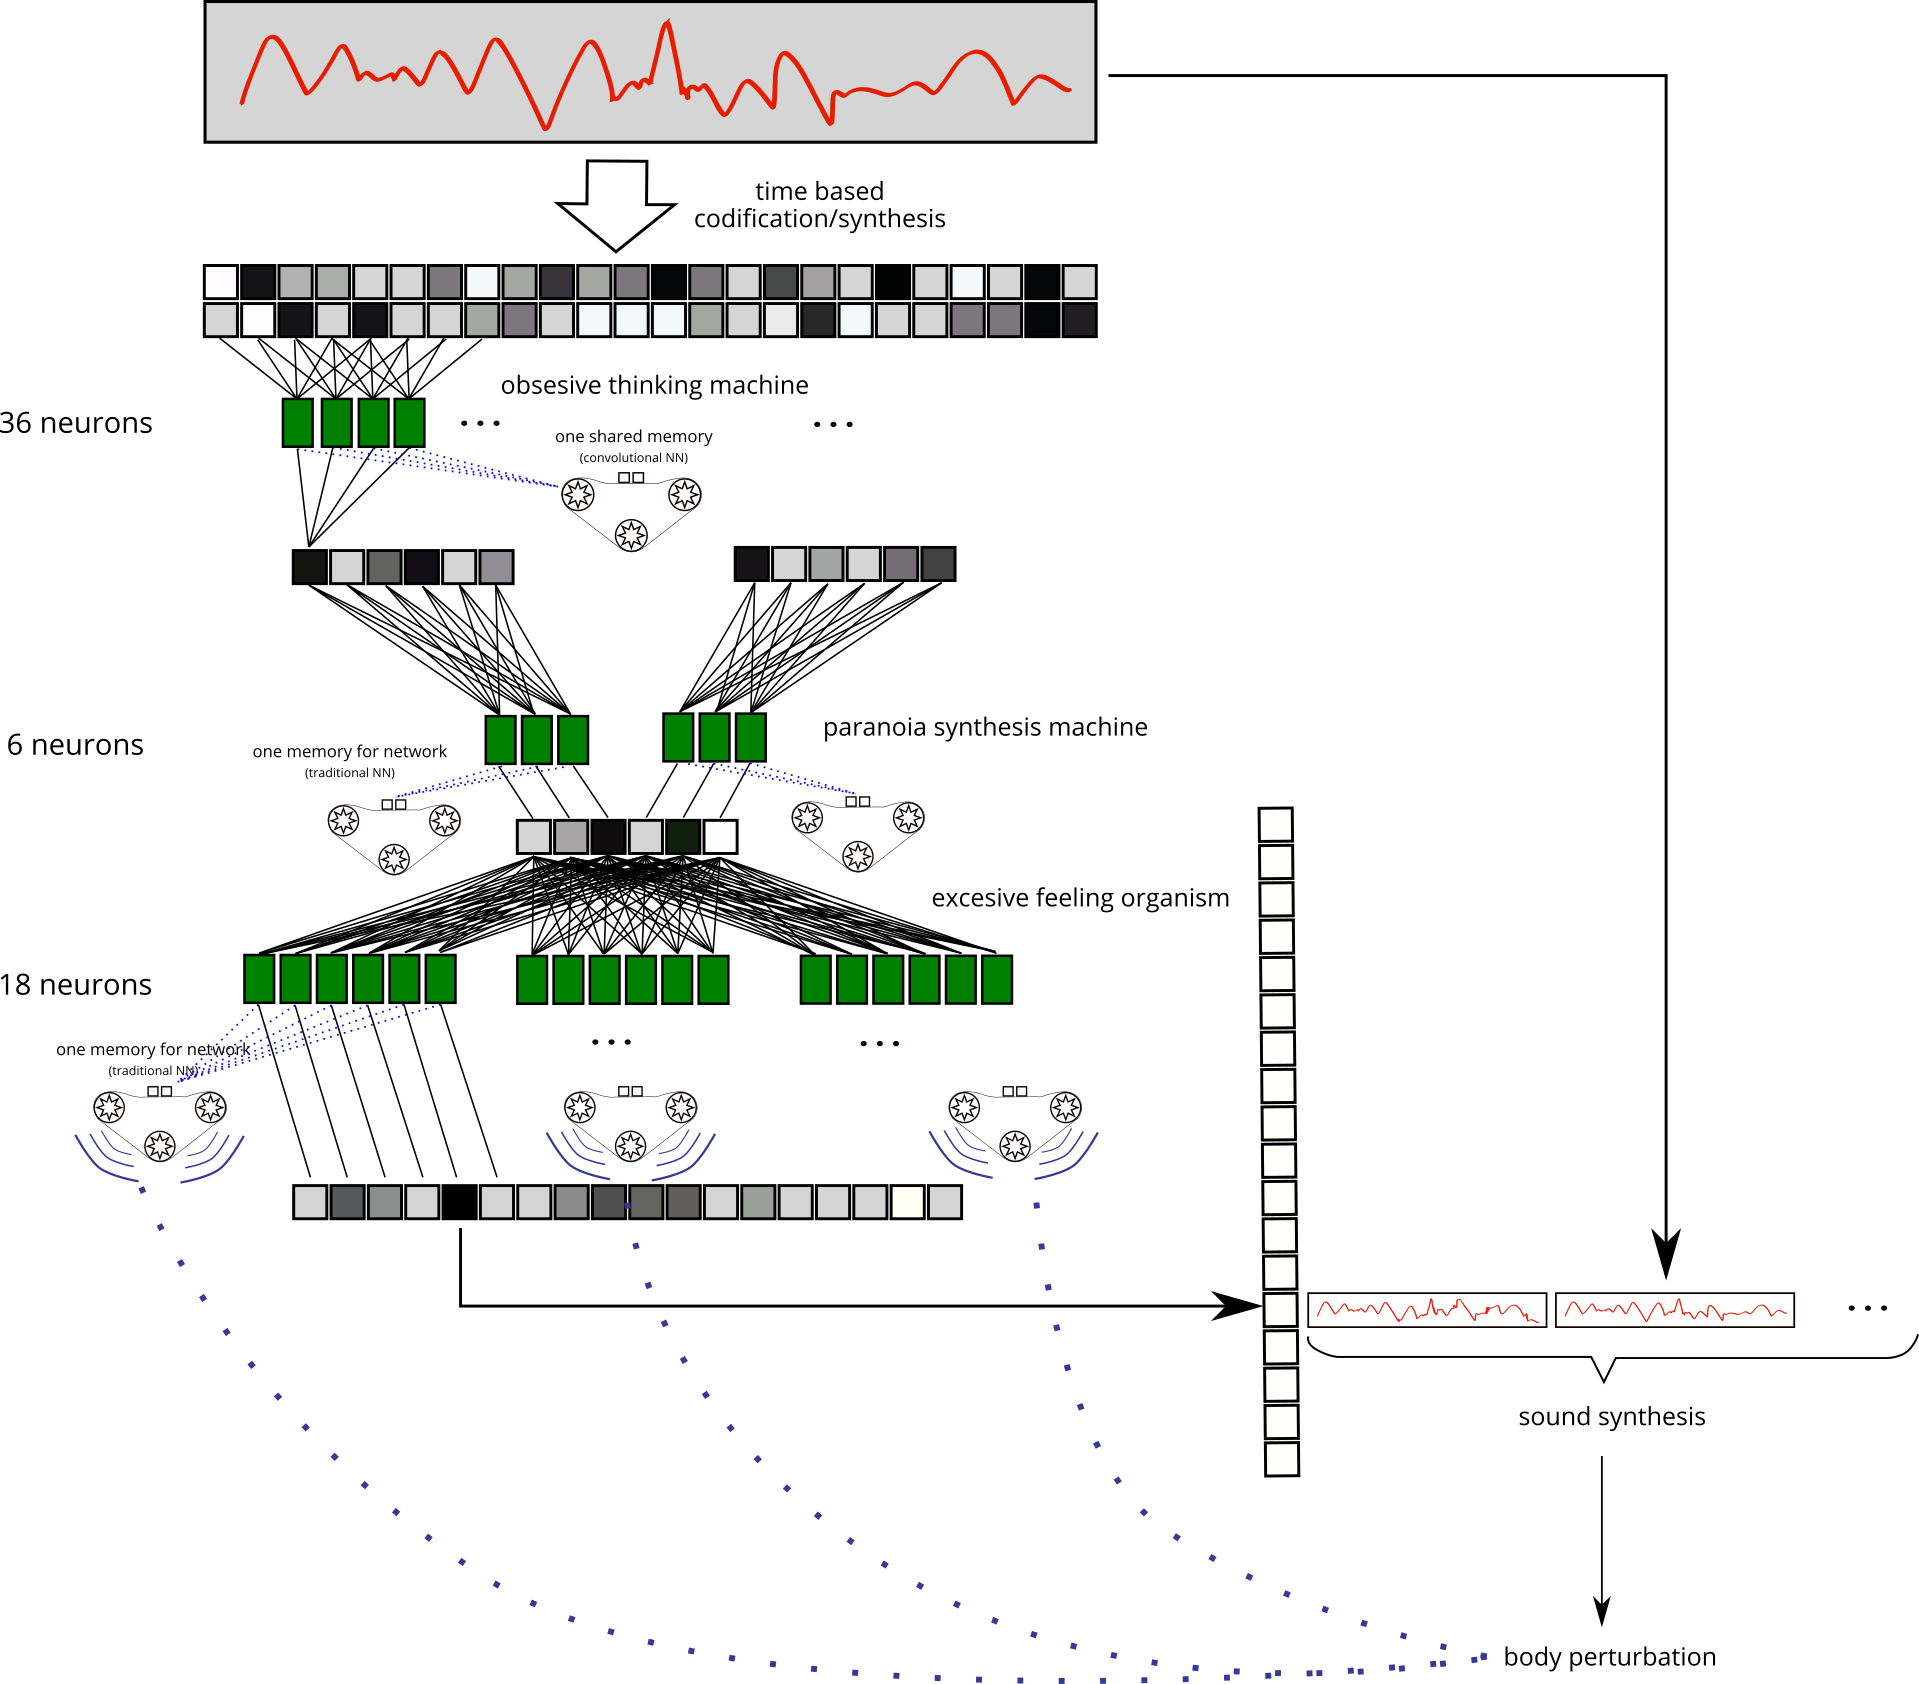 time based
codification/synthesis
obsesive thinking machine
36 neurons
one shared memory
(convolutional NN)
paranoia synthesis machine
6 neurons
one memory for network
(traditional NN)
excesive feeling organism
18 neurons
one memory for network
(traditional NN)
sound synthesis
body perturbation